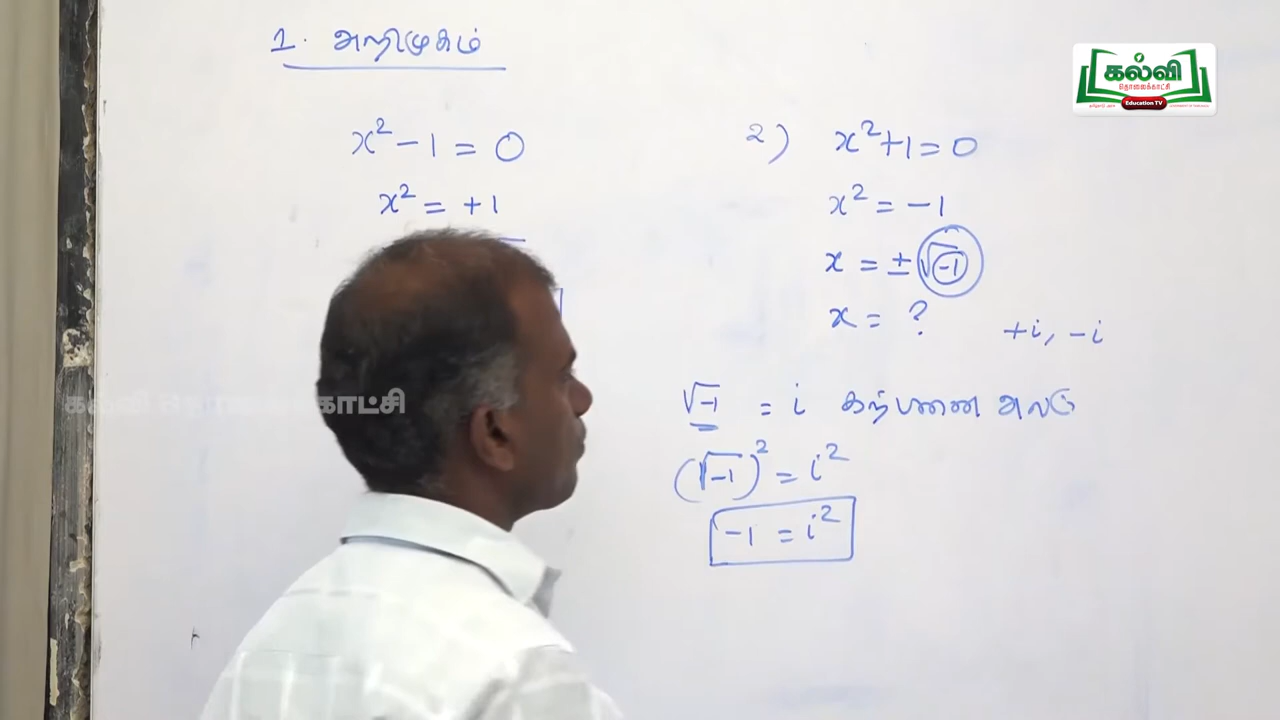 1. அறிமுகம்
x² - 1 = 0
x² = +1
2) x² + 1 = 0
x² = -1
x = ± √-1
x = ?
+i, -i
√-1 = i கற்பனை அலகு
(√-1)² = i²
-1 = i²
கல்வி
தொலைக்காட்சி
Education TV
கல்வி தொலைக்காட்சி